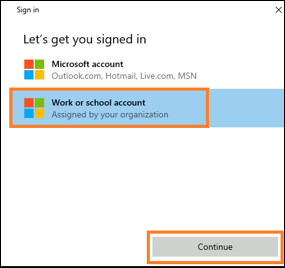 Sign in
Let's get you signed in
Microsoft account
Outlook.com, Hotmail, Live.com, MSN
Work or school account
Assigned by your organization
Continue